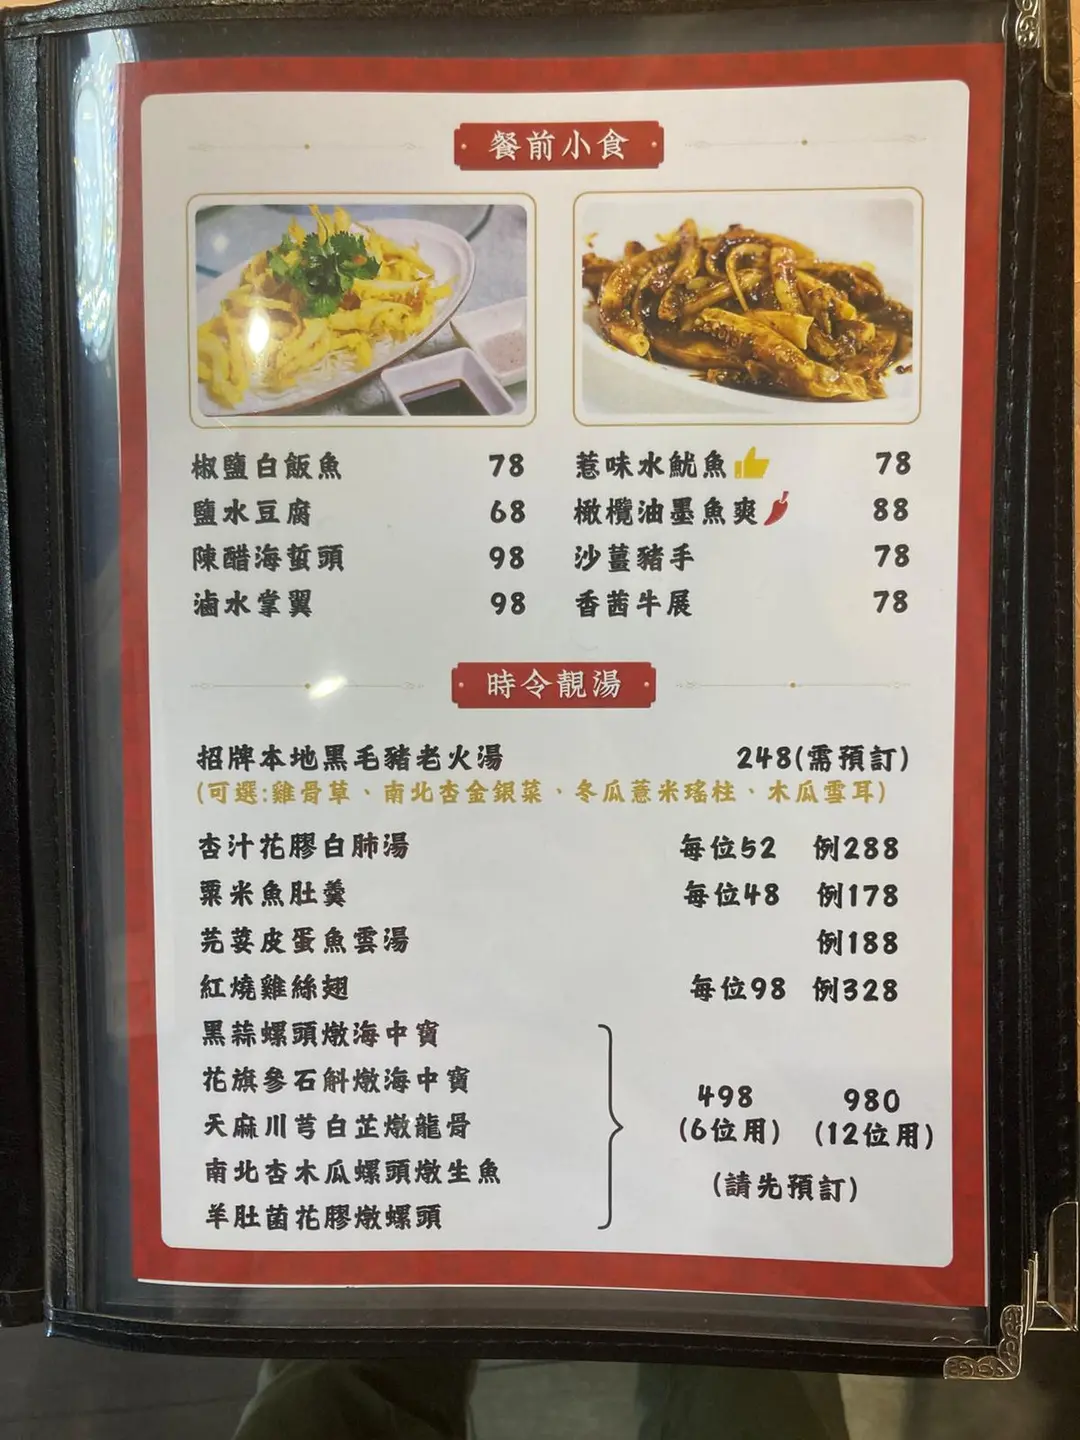 餐前小食
椒鹽白飯魚 78
惹味水魷魚 78
鹽水豆腐 68
橄欖油墨魚爽 88
陳醋海蜇頭 98
沙薑豬手 78
滷水掌翼 98
香茜牛展 78
時令靚湯
招牌本地黑毛豬老火湯 248(需預訂)
(可選:雞骨草、南北杏金銀菜、冬瓜薏米瑤柱、木瓜雪耳)
杏汁花膠白肺湯 每位52 例288
粟米魚肚羹 每位48 例178
芫荽皮蛋魚雲湯 例188
紅燒雞絲翅 每位98 例328
黑蒜螺頭燉海中寶
花旗參石斛燉海中寶
天麻川芎白芷燉龍骨
南北杏木瓜螺頭燉生魚
羊肚菌花膠燉螺頭
498 980
(6位用) (12位用)
(請先預訂)